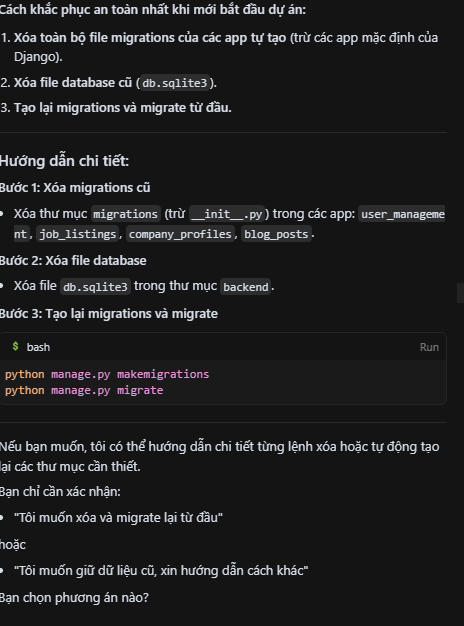 Cách khắc phục an toàn nhất khi mới bắt đầu dự án:
1. Xóa toàn bộ file migrations của các app tự tạo (trừ các app mặc định của
Django).
2. Xóa file database cũ (db.sqlite3).
3. Tạo lại migrations và migrate từ đầu.
Hướng dẫn chi tiết:
Bước 1: Xóa migrations cũ
• Xóa thư mục migrations (trừ __init__.py) trong các app: user_manageme
nt, job_listings, company_profiles, blog_posts.
Bước 2: Xóa file database
• Xóa file db.sqlite3 trong thư mục backend.
Bước 3: Tạo lại migrations và migrate
$ bash Run
python manage.py makemigrations
python manage.py migrate
Nếu bạn muốn, tôi có thể hướng dẫn chi tiết từng lệnh xóa hoặc tự động tạo
lại các thư mục cần thiết.
Bạn chỉ cần xác nhận:
• "Tôi muốn xóa và migrate lại từ đầu"
hoặc
• "Tôi muốn giữ dữ liệu cũ, xin hướng dẫn cách khác"
Bạn chọn phương án nào?